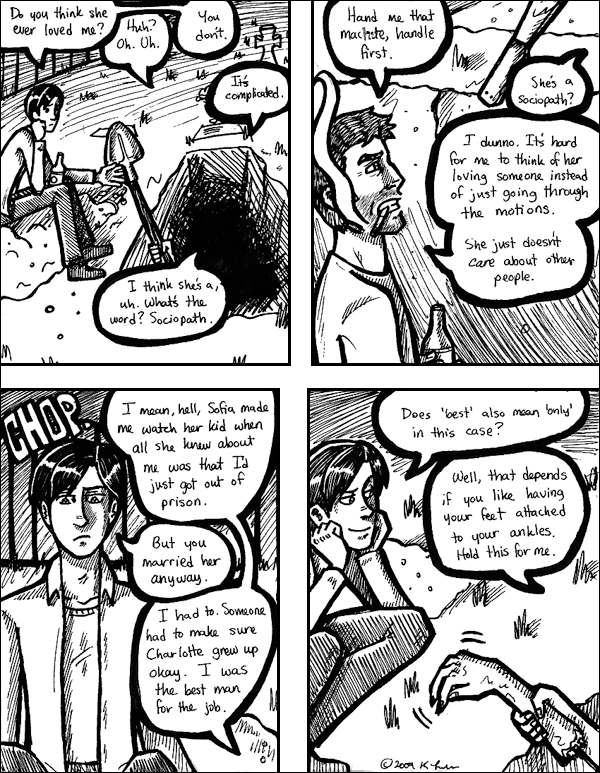 Do you think she
ever loved me?
Huh?
Oh. Uh.
You
don't.
It's
complicated.
I think she's a,
uh. What's the
word? Sociopath.
Hand me that
machete, handle
first.
She's a
sociopath?
I dunno. It's hard
for me to think of her
loving someone instead
of just going through
the motions.
She just doesn't
care about other
people.
CHOP.
I mean, hell, Sofia made
me watch her kid when
all she knew about
me was that I'd
just got out of
prison.
But you
married her
anyway.
I had to. Someone
had to make sure
Charlotte grew up
okay. I was
the best man
for the job.
Does 'best' also mean 'only'
in this case?
Well, that depends
if you like having
your feet attached
to your ankles.
Hold this for me.
©2009